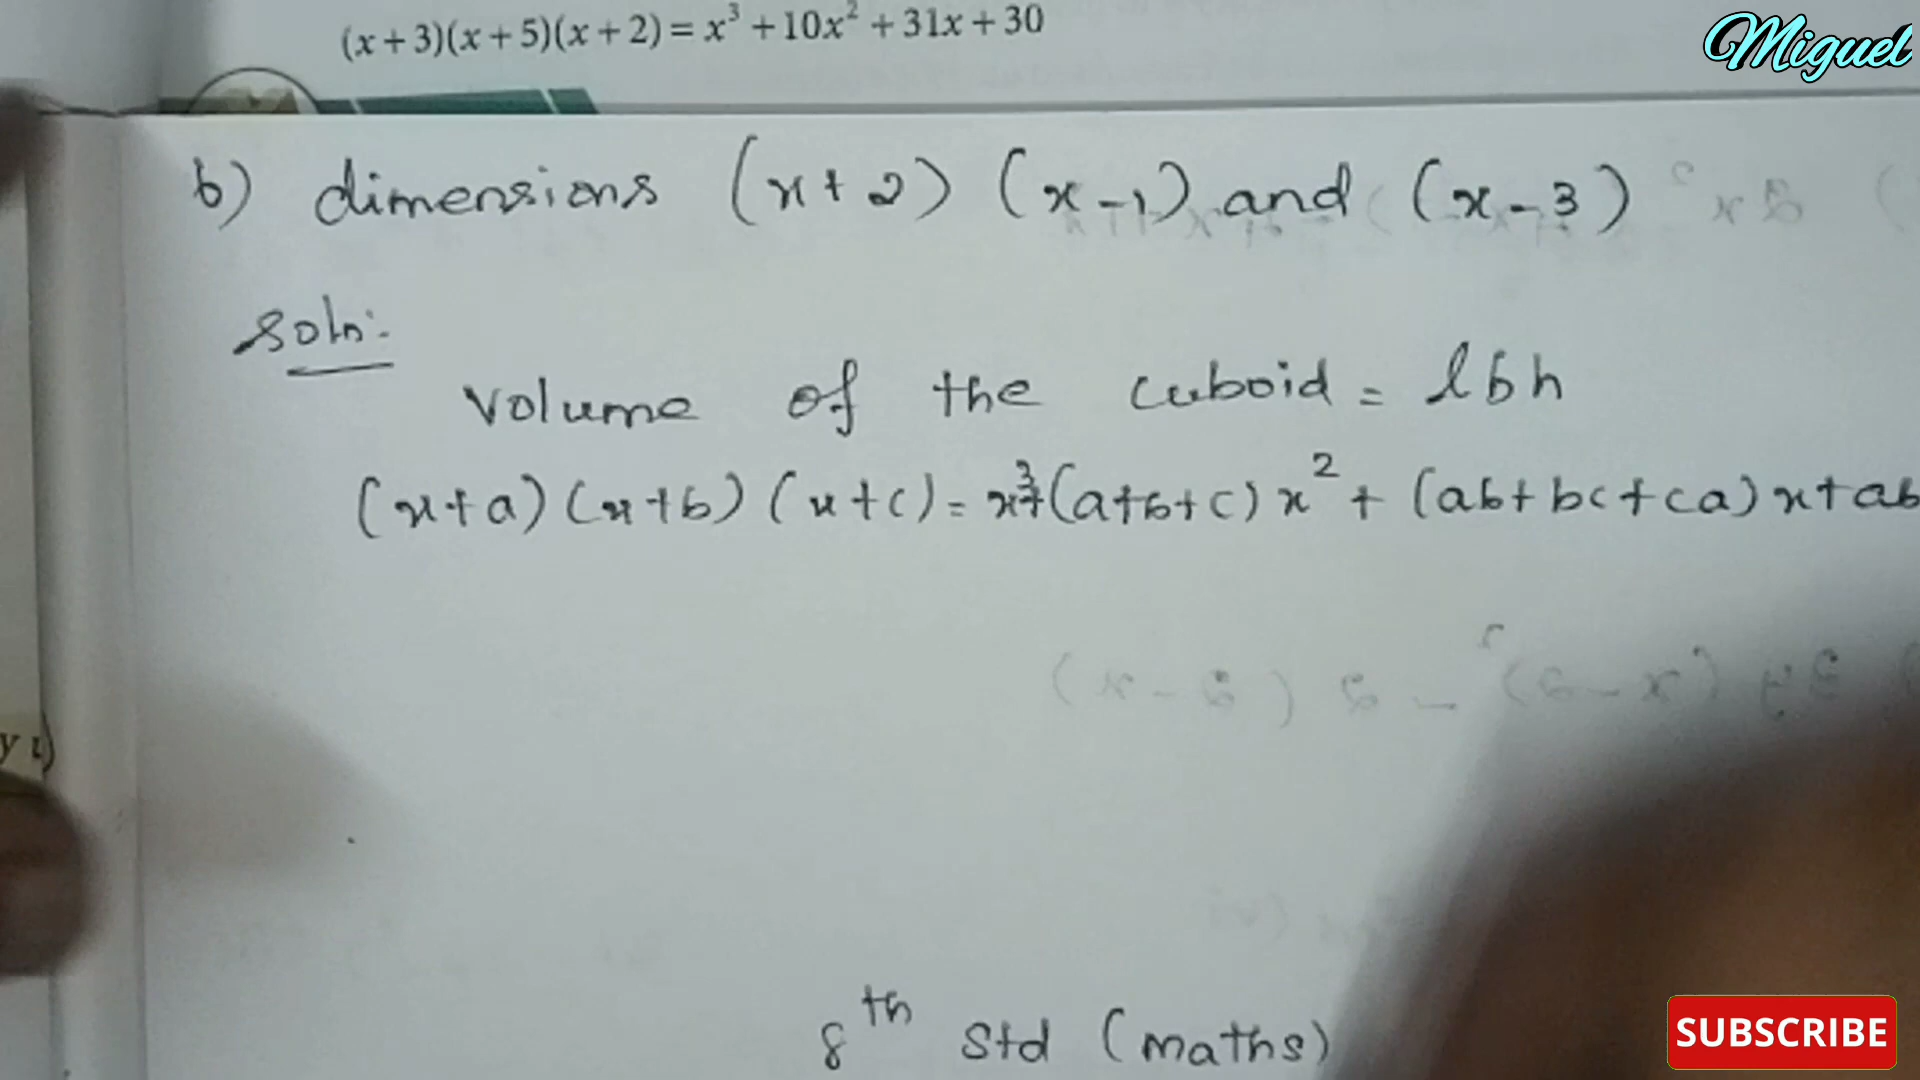 (x+3)(x+5)(x+2) = x³ +10x² +31x+30
Miguel
b) dimensions (x+2) (x-1) and (x-3)
soln:-
Volume of the cuboid = lbh
(x+a) (x+b) (x+c) = x³+(a+b+c) x² + (ab+bc+ca) x+ab
y 1)
8th Std (maths)
SUBSCRIBE